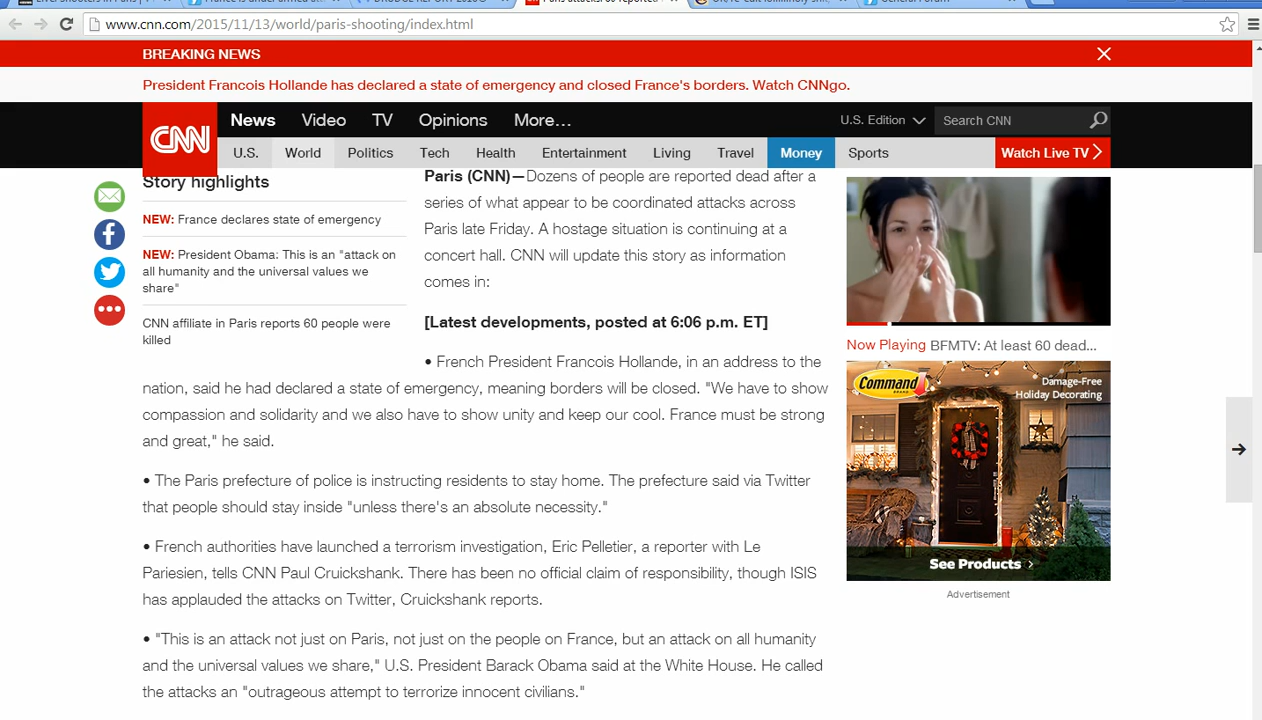 www.cnn.com/2015/11/13/world/paris-shooting/index.html
BREAKING NEWS
President Francois Hollande has declared a state of emergency and closed France's borders. Watch CNNgo.
CNN
News Video TV Opinions More...
U.S. Edition
Search CNN
U.S. World Politics Tech Health Entertainment Living Travel Money Sports
Watch Live TV
Story highlights
NEW: France declares state of emergency
NEW: President Obama: This is an "attack on
all humanity and the universal values we
share"
CNN affiliate in Paris reports 60 people were
killed
Paris (CNN)—Dozens of people are reported dead after a
series of what appear to be coordinated attacks across
Paris late Friday. A hostage situation is continuing at a
concert hall. CNN will update this story as information
comes in:
[Latest developments, posted at 6:06 p.m. ET]
• French President Francois Hollande, in an address to the
nation, said he had declared a state of emergency, meaning borders will be closed. "We have to show
compassion and solidarity and we also have to show unity and keep our cool. France must be strong
and great," he said.
• The Paris prefecture of police is instructing residents to stay home. The prefecture said via Twitter
that people should stay inside "unless there's an absolute necessity."
• French authorities have launched a terrorism investigation, Eric Pelletier, a reporter with Le
Pariesien, tells CNN Paul Cruickshank. There has been no official claim of responsibility, though ISIS
has applauded the attacks on Twitter, Cruickshank reports.
• "This is an attack not just on Paris, not just on the people on France, but an attack on all humanity
and the universal values we share," U.S. President Barack Obama said at the White House. He called
the attacks an "outrageous attempt to terrorize innocent civilians."
Now Playing BFMTV: At least 60 dead...
Command
BRAND
Damage-Free
Holiday Decorating
See Products
Advertisement